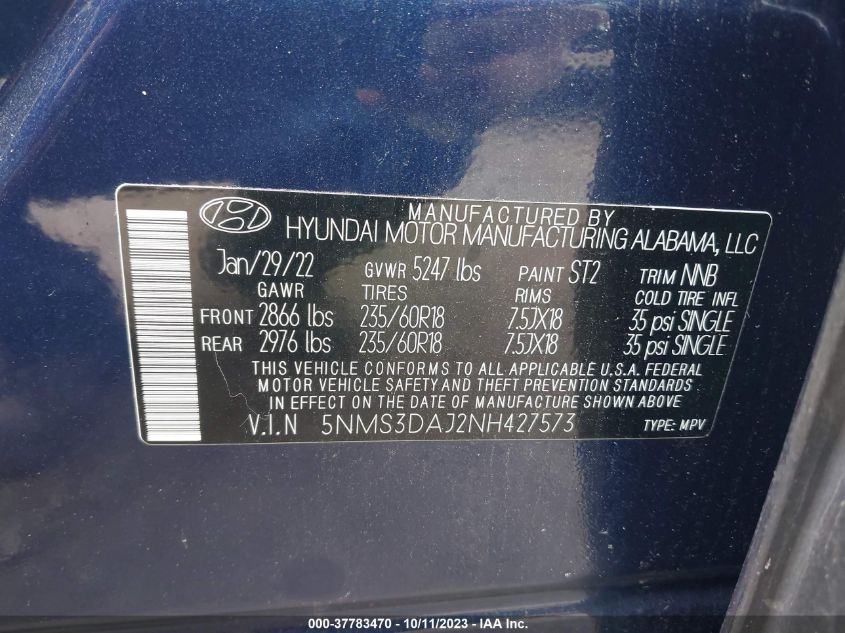 MANUFACTURED BY
HYUNDAI MOTOR MANUFACTURING ALABAMA, LLC
Jan/29/22 GVWR 5247 lbs PAINT ST2 TRIM NNB
GAWR TIRES RIMS COLD TIRE INFL
FRONT 2866 lbs 235/60R18 7.5JX18 35 psi SINGLE
REAR 2976 lbs 235/60R18 7.5JX18 35 psi SINGLE
THIS VEHICLE CONFORMS TO ALL APPLICABLE U.S.A. FEDERAL
MOTOR VEHICLE SAFETY AND THEFT PREVENTION STANDARDS
IN EFFECT ON THE DATE OF MANUFACTURE SHOWN ABOVE
V.I.N 5NMS3DAJ2NH427573 TYPE: MPV
000-37783470 - 10/11/2023 - IAA Inc.